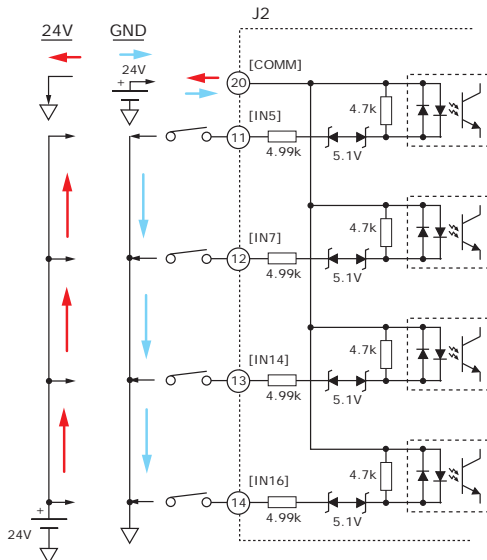 J2
24V GND
24V
+
[COMM]
20
[IN5]
4.7k
11
4.99k
5.1V
[IN7]
4.7k
12
4.99k
5.1V
[IN14]
4.7k
13
4.99k
5.1V
[IN16]
4.7k
14
4.99k
5.1V
+
24V